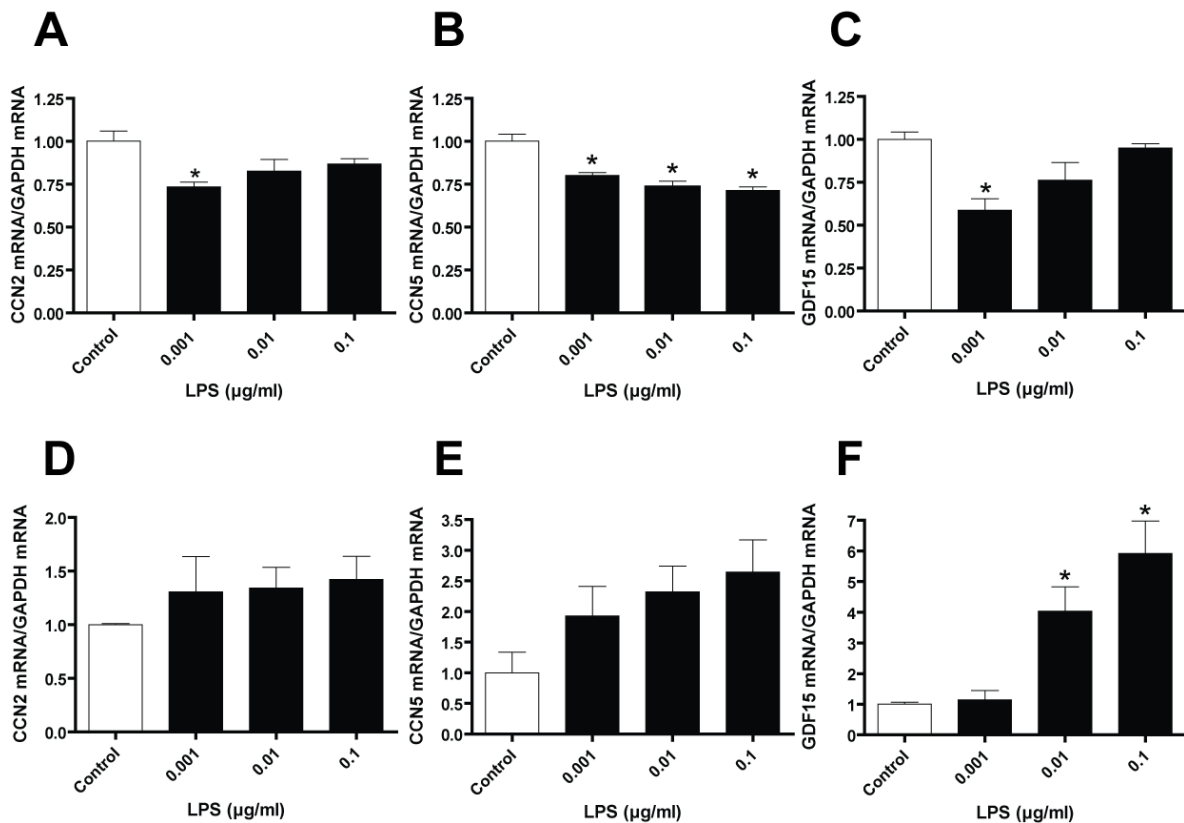 A
CCN2 mRNA/GAPDH mRNA
1.25
1.00
0.75
0.50
0.25
0.00
*
Control
0.001
0.01
0.1
LPS (µg/ml)
B
CCN5 mRNA/GAPDH mRNA
1.25
1.00
0.75
0.50
0.25
0.00
*
*
*
Control
0.001
0.01
0.1
LPS (µg/ml)
C
GDF15 mRNA/GAPDH mRNA
1.25
1.00
0.75
0.50
0.25
0.00
*
Control
0.001
0.01
0.1
LPS (µg/ml)
D
CCN2 mRNA/GAPDH mRNA
2.0
1.5
1.0
0.5
0.0
Control
0.001
0.01
0.1
LPS (µg/ml)
E
CCN5 mRNA/GAPDH mRNA
3.5
3.0
2.5
2.0
1.5
1.0
0.5
0.0
Control
0.001
0.01
0.1
LPS (µg/ml)
F
GDF15 mRNA/GAPDH mRNA
7
6
5
4
3
2
1
0
*
*
Control
0.001
0.01
0.1
LPS (µg/ml)